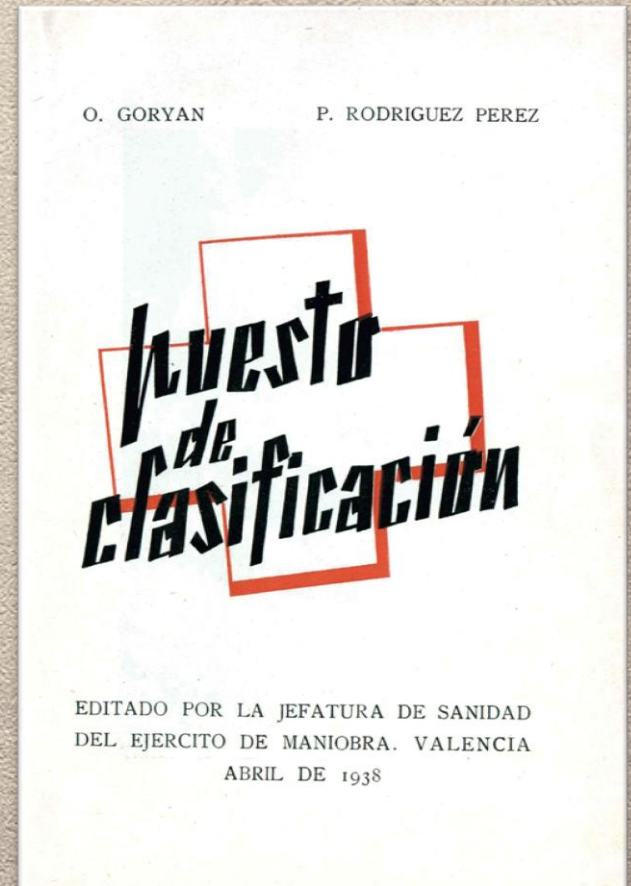 O. GORYAN P. RODRIGUEZ PEREZ
puesto
de
clasificación
EDITADO POR LA JEFATURA DE SANIDAD
DEL EJERCITO DE MANIOBRA. VALENCIA
ABRIL DE 1938